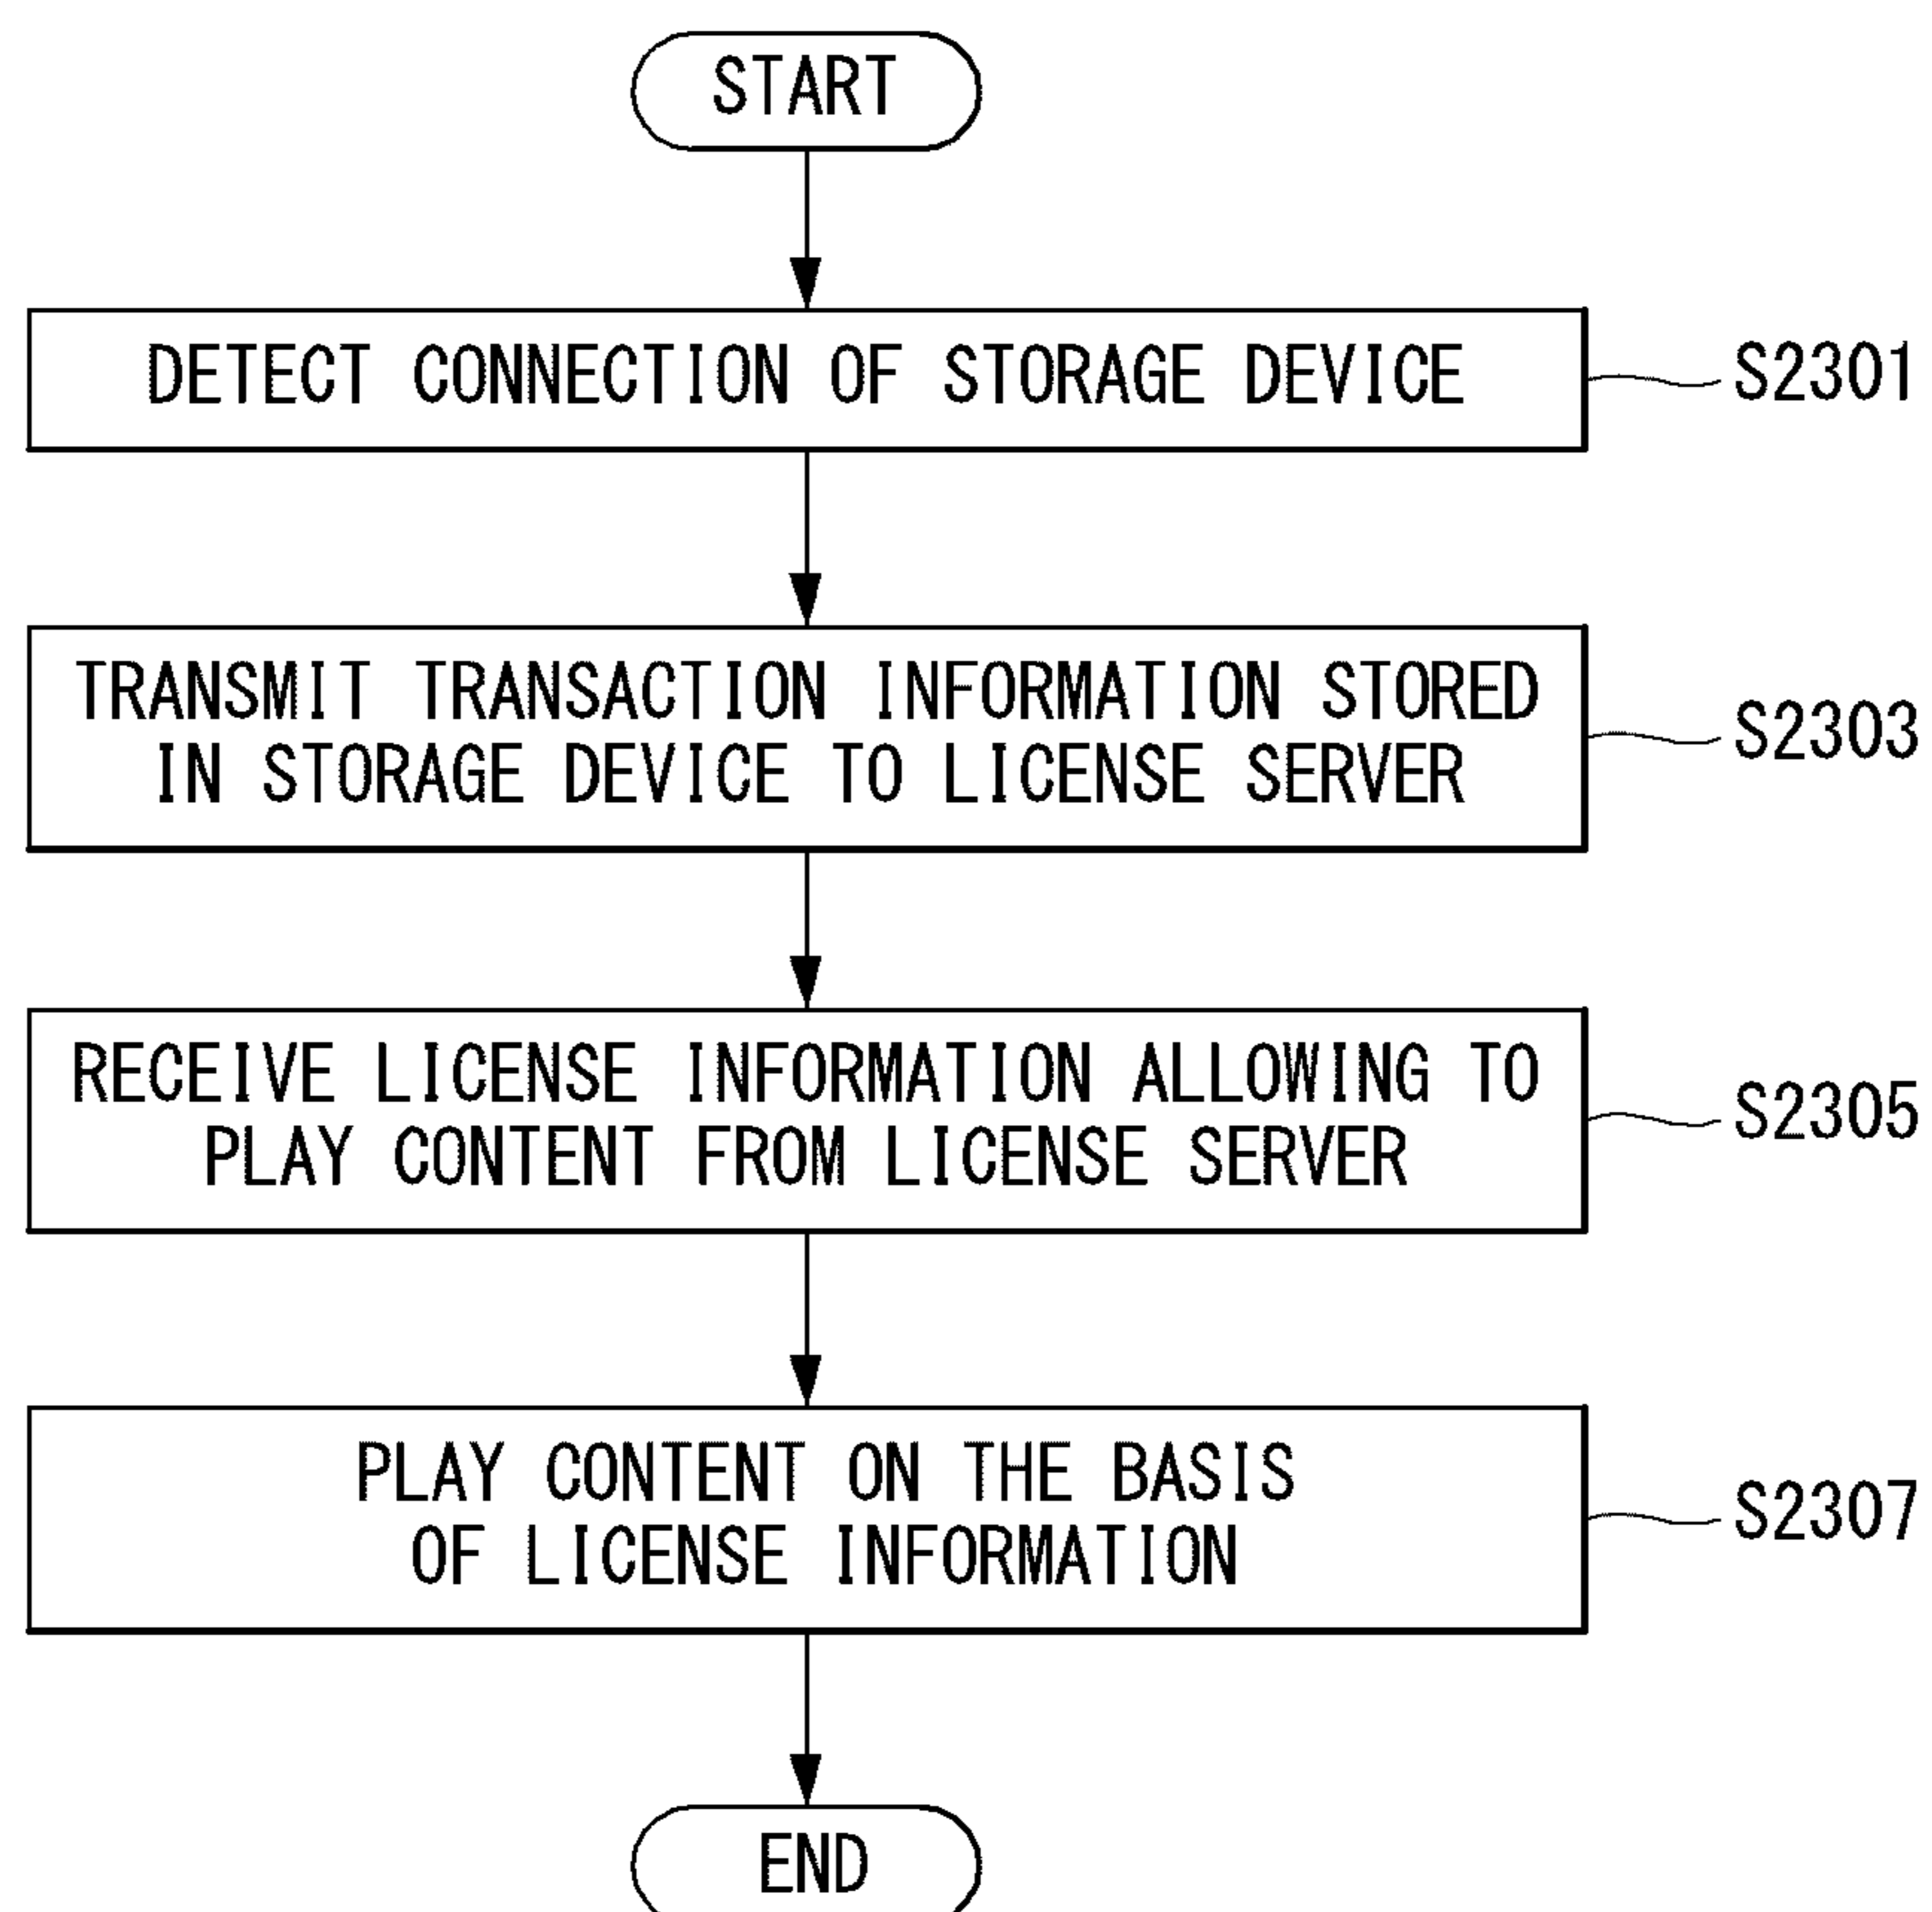 START
DETECT CONNECTION OF STORAGE DEVICE
S2301
TRANSMIT TRANSACTION INFORMATION STORED
IN STORAGE DEVICE TO LICENSE SERVER
S2303
RECEIVE LICENSE INFORMATION ALLOWING TO
PLAY CONTENT FROM LICENSE SERVER
S2305
PLAY CONTENT ON THE BASIS
OF LICENSE INFORMATION
S2307
END